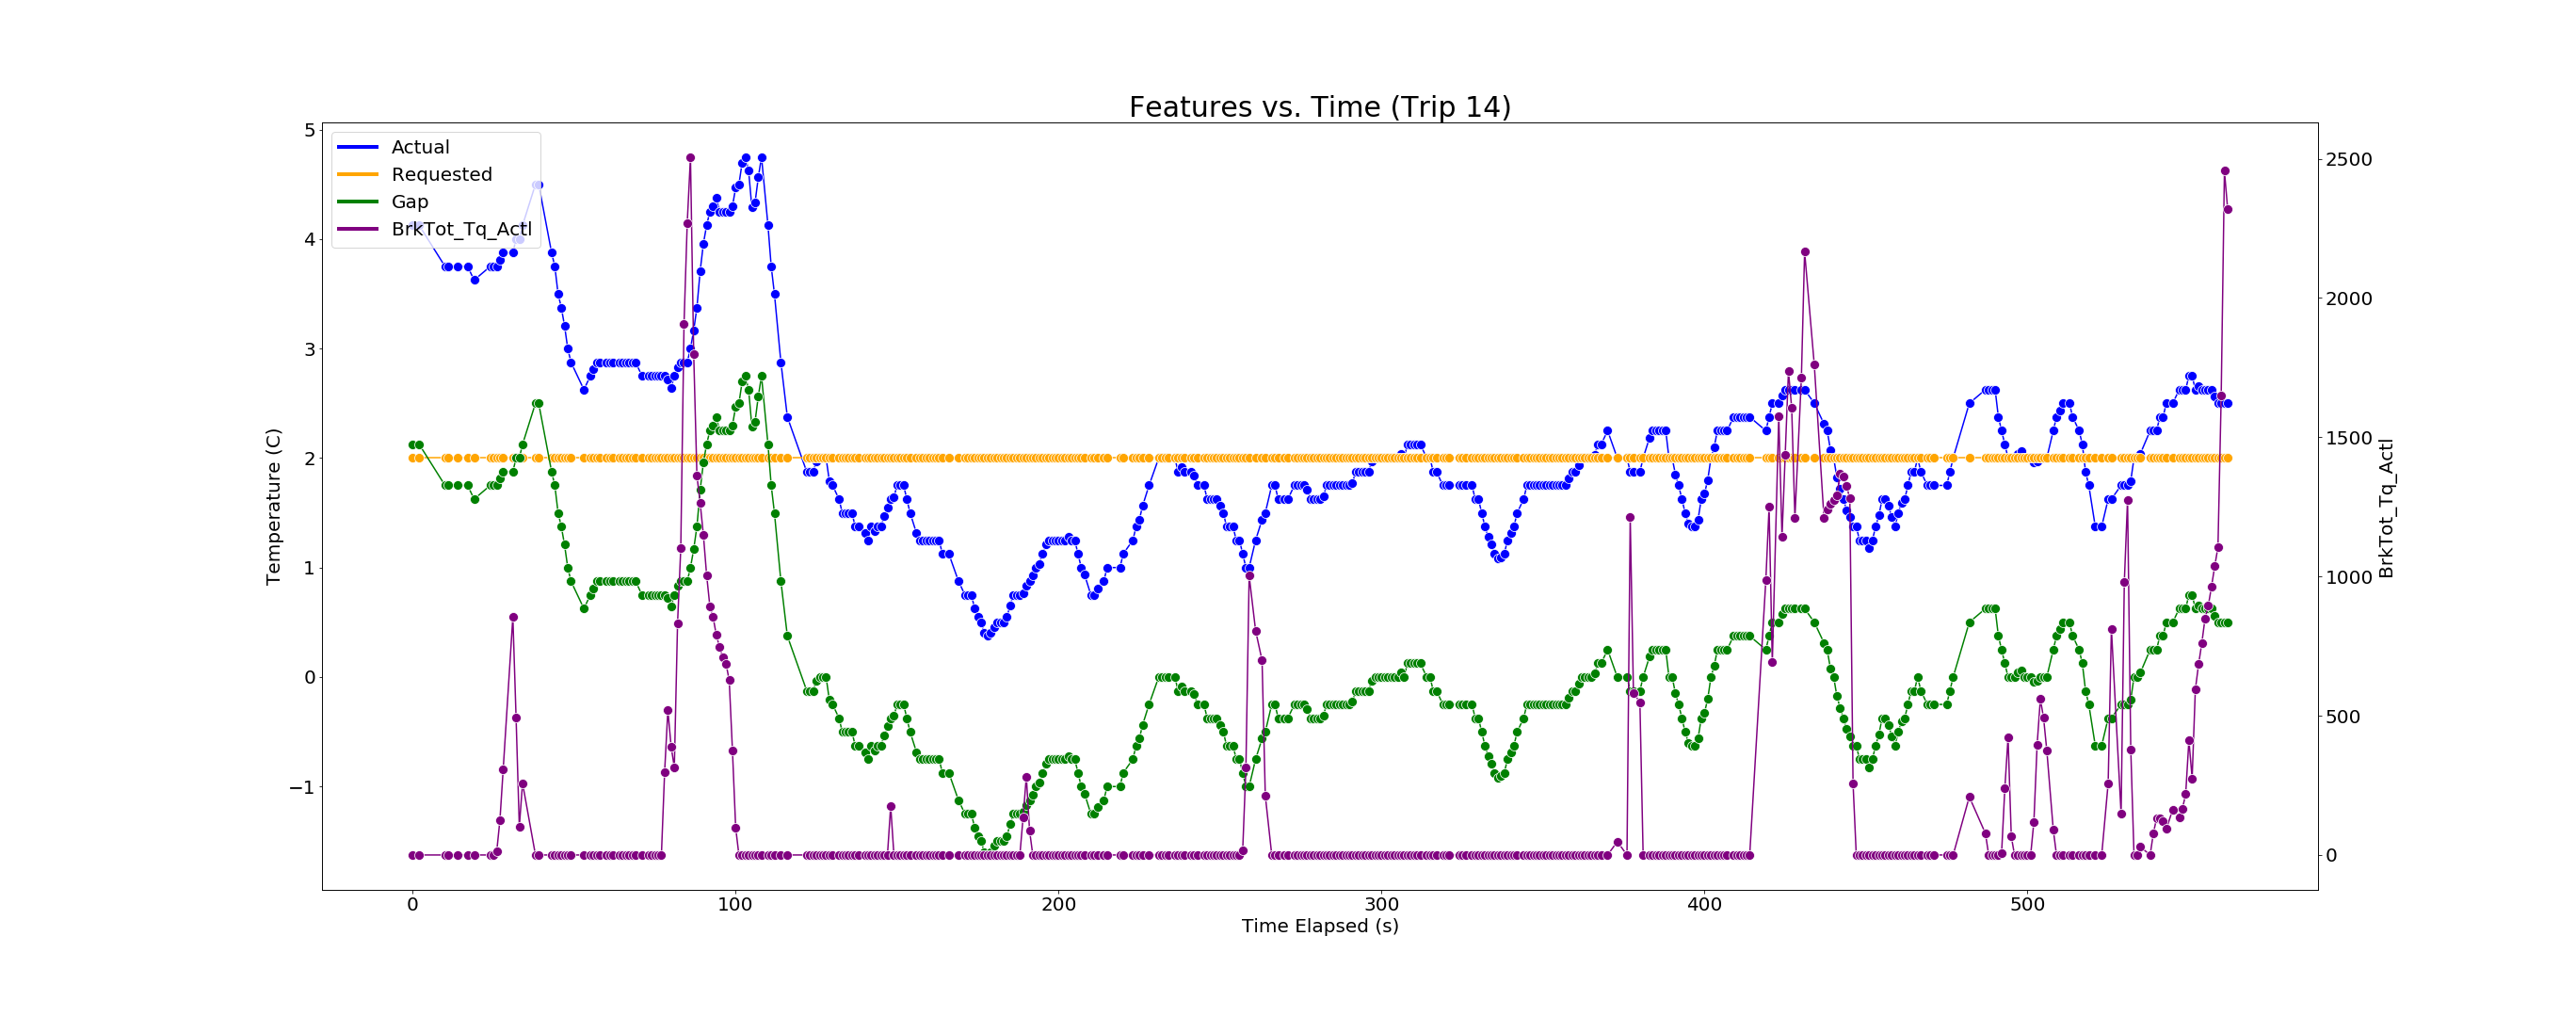 Features vs. Time (Trip 14)
5
4
3
2
1
0
−1
Temperature (C)
Actual
Requested
Gap
BrkTot_Tq_Actl
2500
2000
1500
1000
500
0
BrkTot_Tq_Actl
0
100
200
300
400
500
Time Elapsed (s)